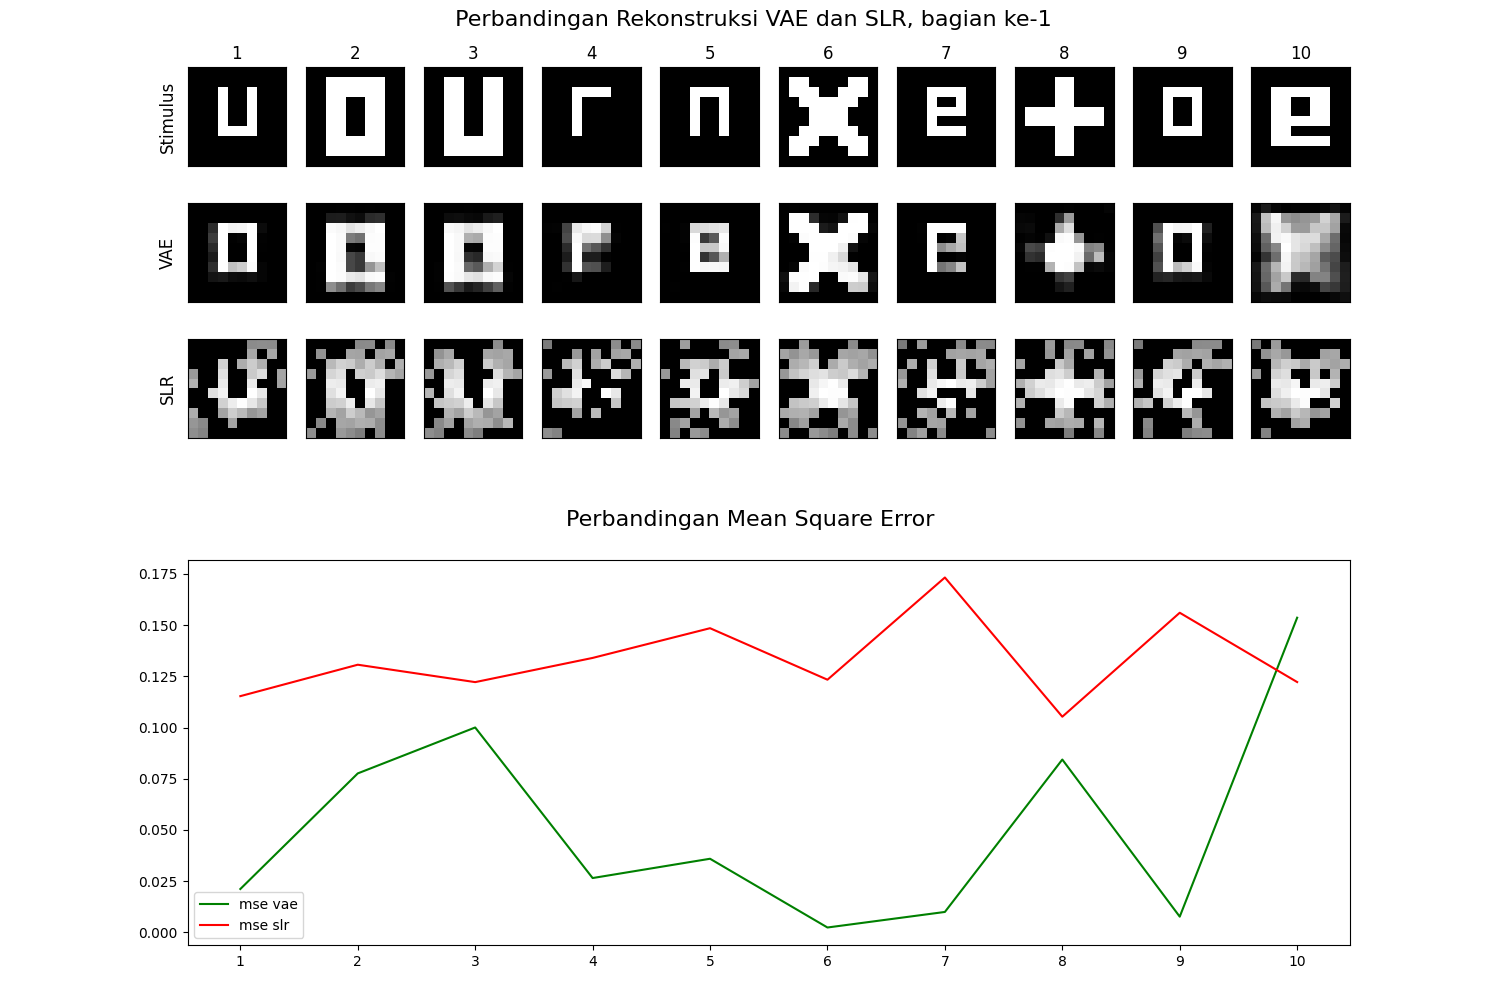 Perbandingan Rekonstruksi VAE dan SLR, bagian ke-1
1 2 3 4 5 6 7 8 9 10
Stimulus
u O U r n X e + o e
VAE
SLR
Perbandingan Mean Square Error
0.175
0.150
0.125
0.100
0.075
0.050
0.025
0.000
mse vae
mse slr
1 2 3 4 5 6 7 8 9 10